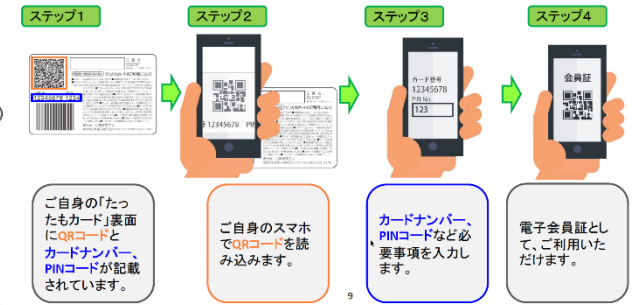 ステップ1
ステップ2
ステップ3
ステップ4
12345678 1234
12345678 PI
カード番号
12345678
PIN No.
123
会員証
ご自身の「たっ
たもカード」裏面
にQRコードと
カードナンバー、
PINコードが記載
されています。
ご自身のスマホ
でQRコードを読
み込みます。
カードナンバー、
PINコードなど必
要事項を入力し
ます。
電子会員証とし
て、ご利用いた
だけます。
9